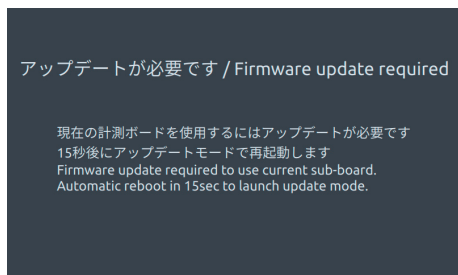 アップデートが必要です / Firmware update required
現在の計測ボードを使用するにはアップデートが必要です
15秒後にアップデートモードで再起動します
Firmware update required to use current sub-board.
Automatic reboot in 15sec to launch update mode.